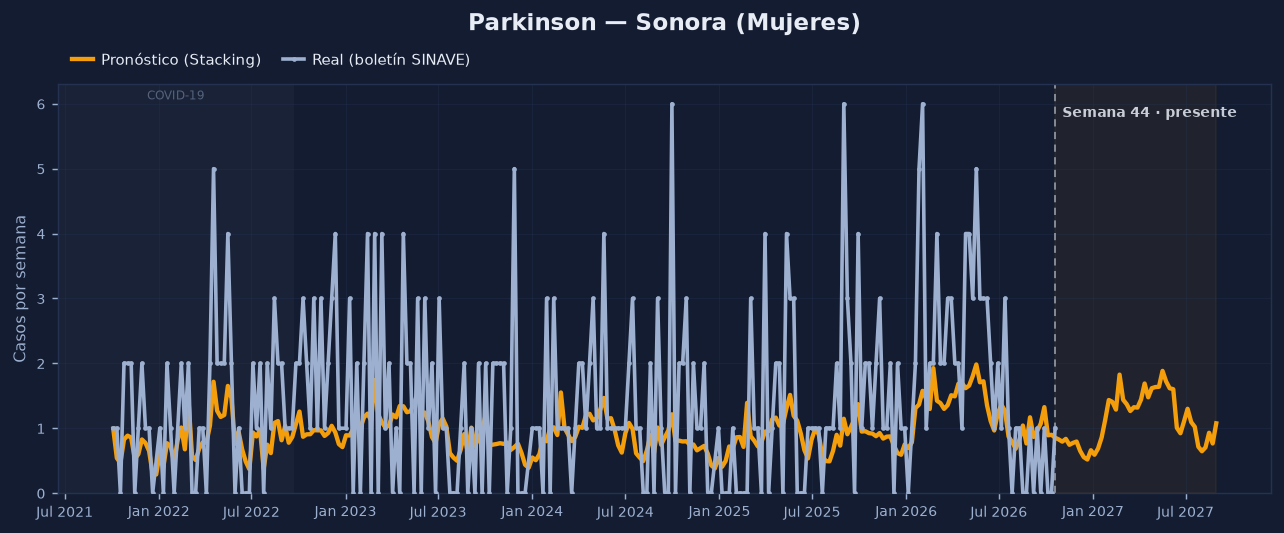 Parkinson — Sonora (Mujeres)
Pronóstico (Stacking)
Real (boletín SINAVE)
COVID-19
Semana 44 · presente
Casos por semana
6
5
4
3
2
1
0
Jul 2021
Jan 2022
Jul 2022
Jan 2023
Jul 2023
Jan 2024
Jul 2024
Jan 2025
Jul 2025
Jan 2026
Jul 2026
Jan 2027
Jul 2027